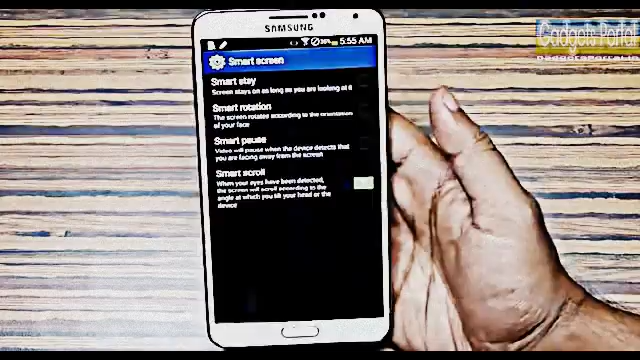 Gadgets Portal
SAMSUNG
5:55 AM
Smart screen
Smart stay
Screen stays on as long as you are looking at it
Smart rotation
The screen rotates according to the orientation
of your face
Smart pause
Video will pause when the device detects that
you are facing away from the screen
Smart scroll
When your eyes have been detected,
the screen will scroll according to the
angle at which you tilt your head or the
device